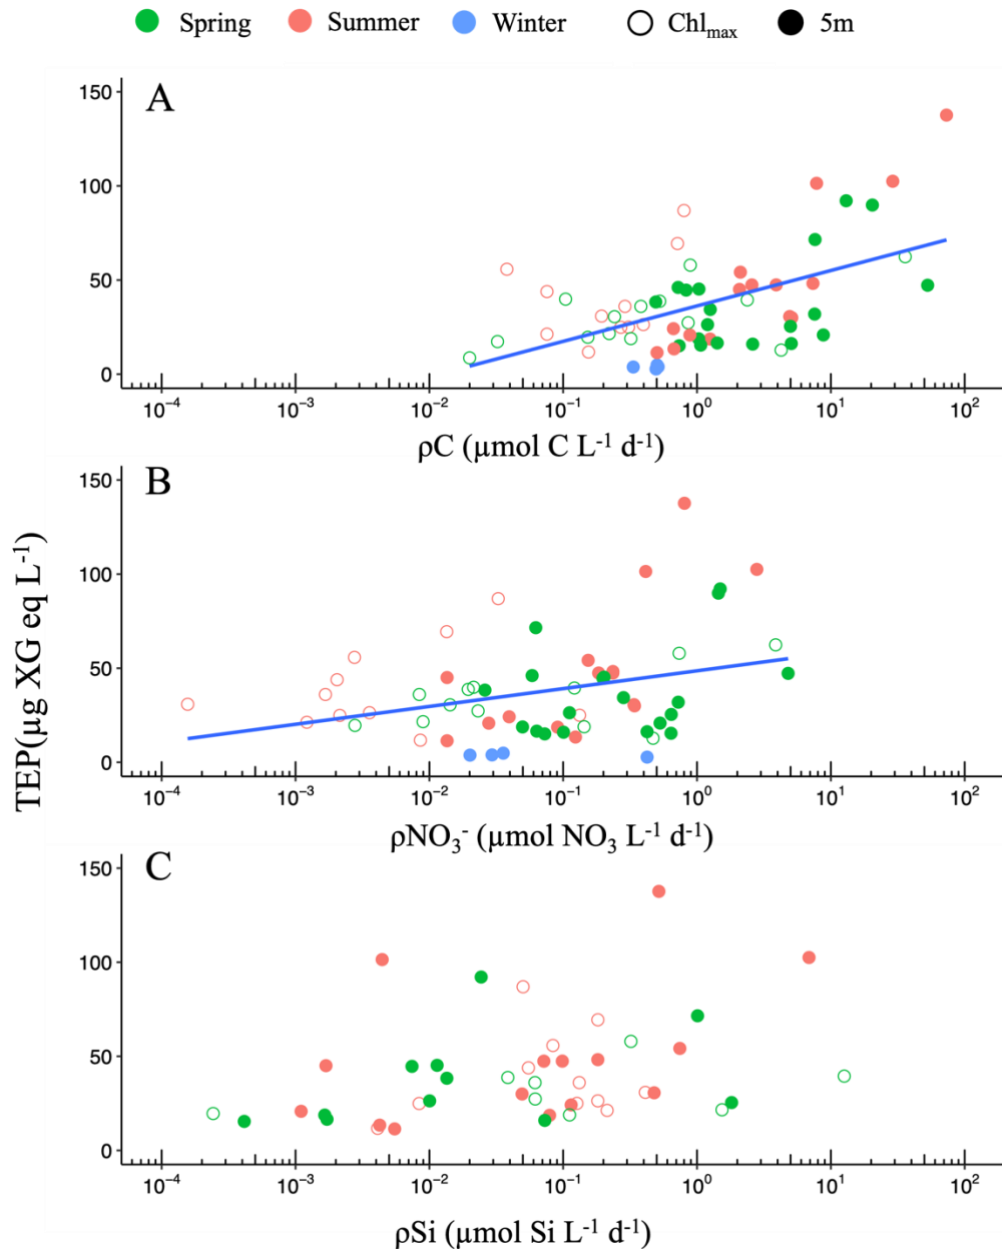 Spring Summer Winter Chlmax 5m
A
150
100
50
0
10⁻⁴ 10⁻³ 10⁻² 10⁻¹ 10⁰ 10¹ 10²
ρC (µmol C L⁻¹ d⁻¹)
B
150
100
50
0
10⁻⁴ 10⁻³ 10⁻² 10⁻¹ 10⁰ 10¹ 10²
ρNO₃⁻ (µmol NO₃ L⁻¹ d⁻¹)
TEP(µg XG eq L⁻¹)
C
150
100
50
0
10⁻⁴ 10⁻³ 10⁻² 10⁻¹ 10⁰ 10¹ 10²
ρSi (µmol Si L⁻¹ d⁻¹)